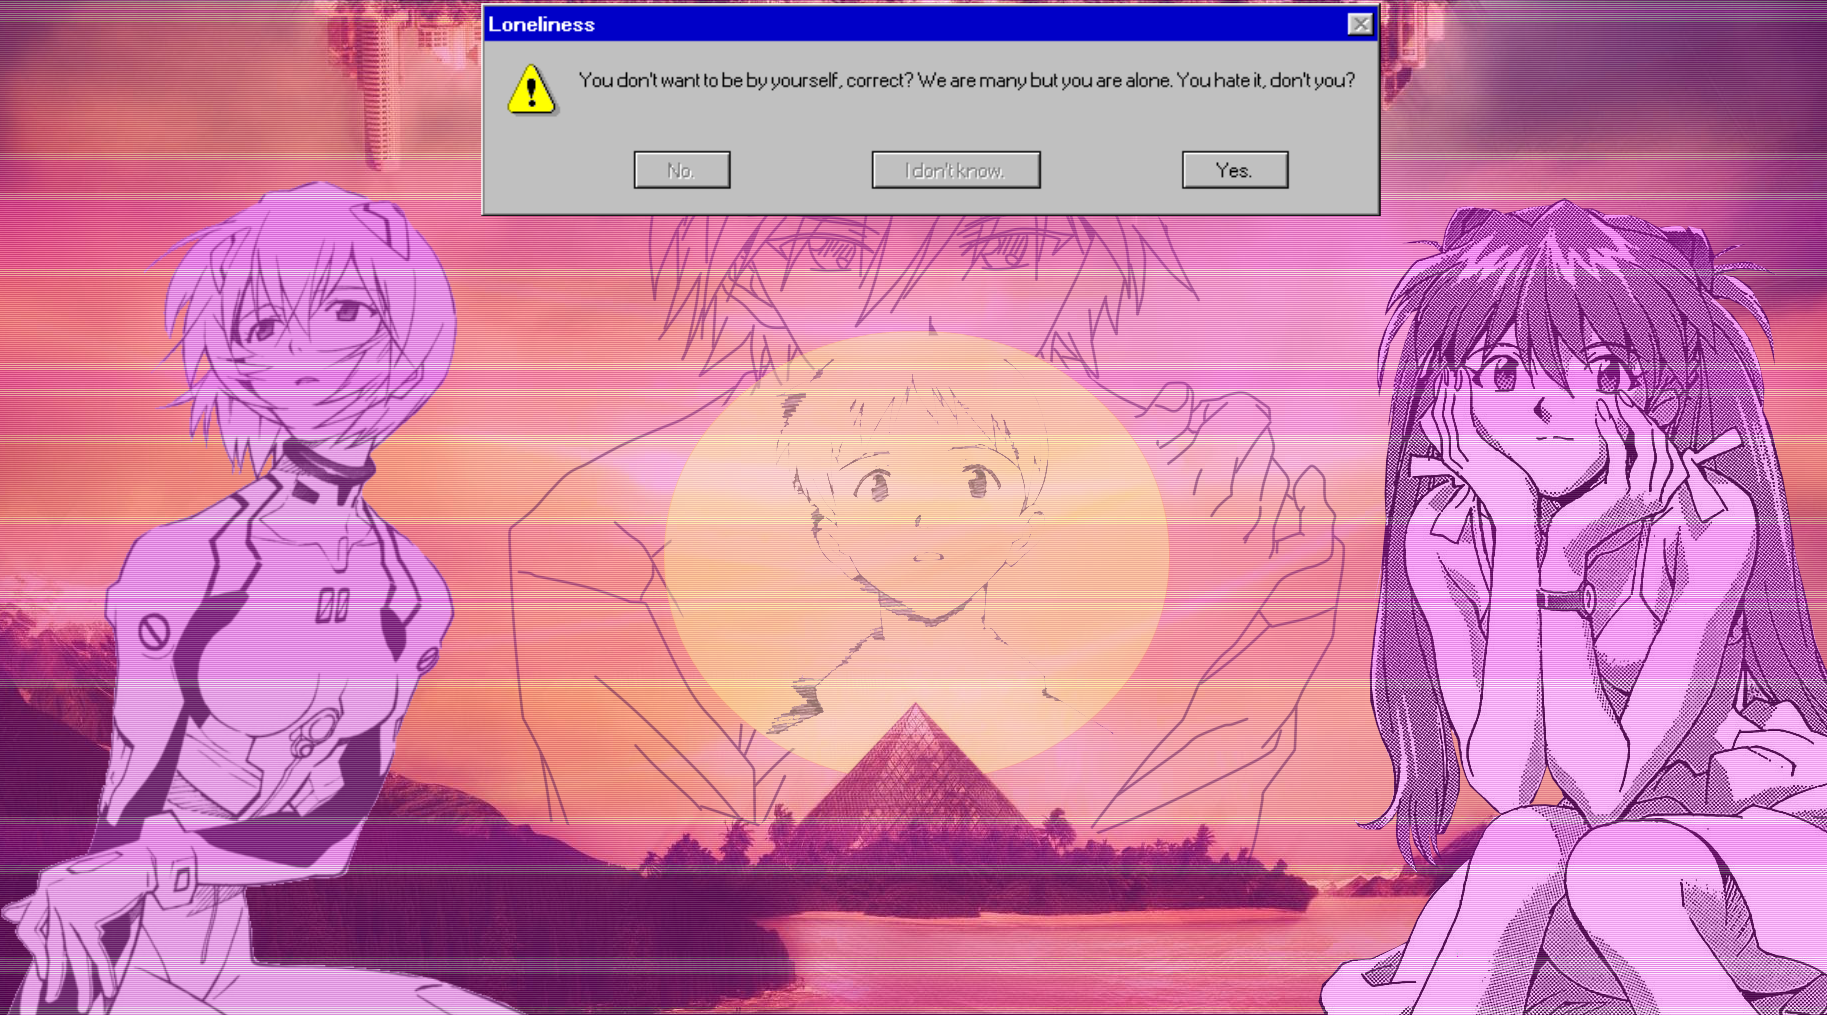 Loneliness
You don't want to be by yourself, correct? We are many but you are alone. You hate it, don't you?
No. I don't know. Yes.
00